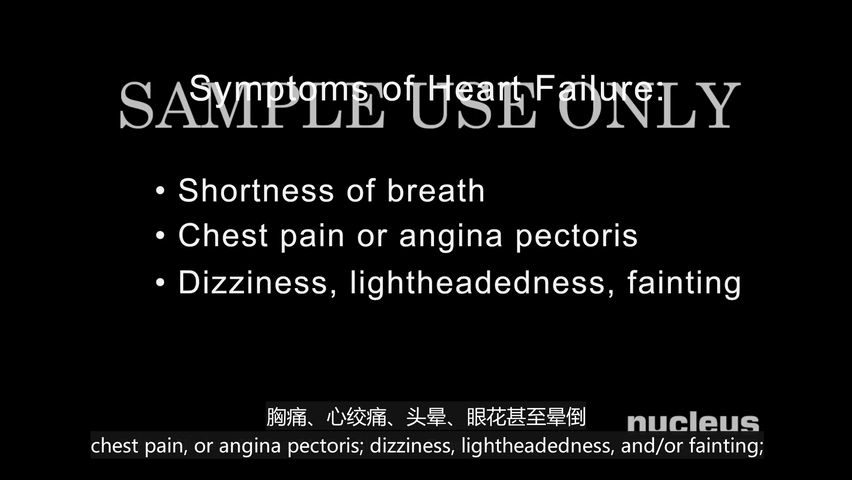 Symptoms of Heart Failure:
SAMPLE USE ONLY
• Shortness of breath
• Chest pain or angina pectoris
• Dizziness, lightheadedness, fainting
胸痛、心绞痛、头晕、眼花甚至晕倒
nucleus
chest pain, or angina pectoris; dizziness, lightheadedness, and/or fainting;